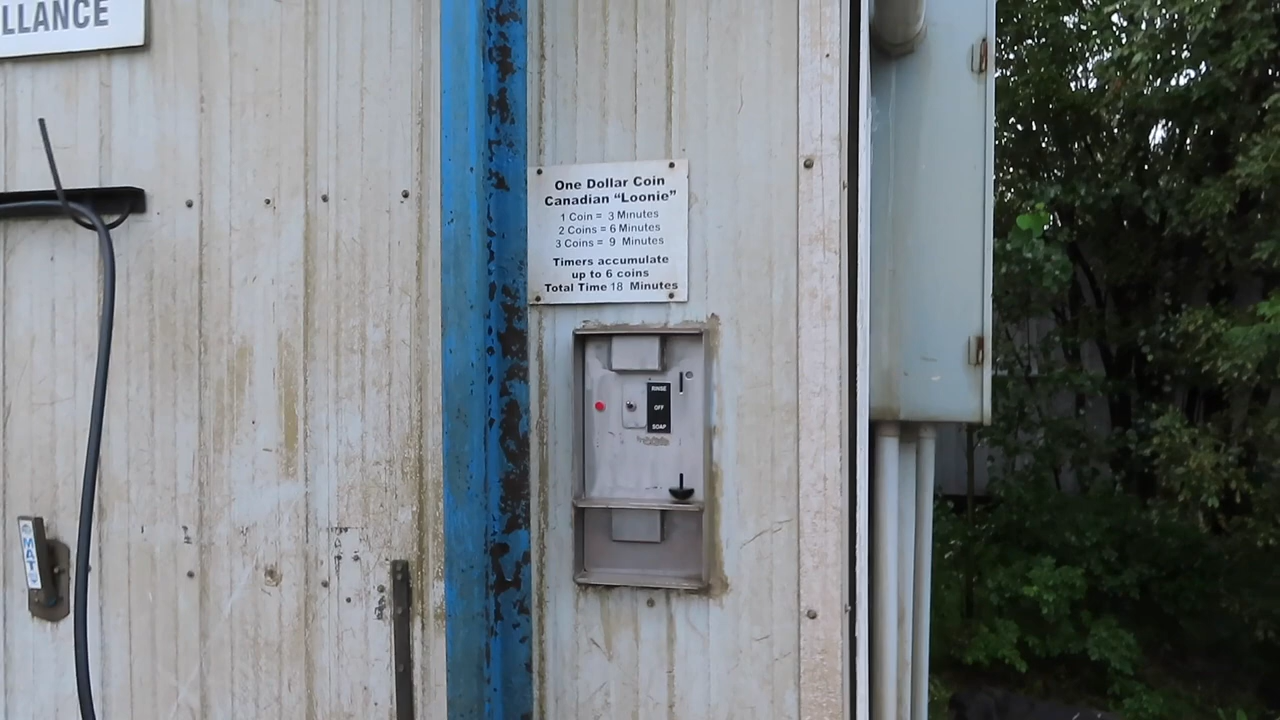 LLANCE
One Dollar Coin
Canadian “Loonie”
1 Coin = 3 Minutes
2 Coins = 6 Minutes
3 Coins = 9 Minutes
Timers accumulate
up to 6 coins
Total Time 18 Minutes
RINSE
OFF
SOAP
MAT